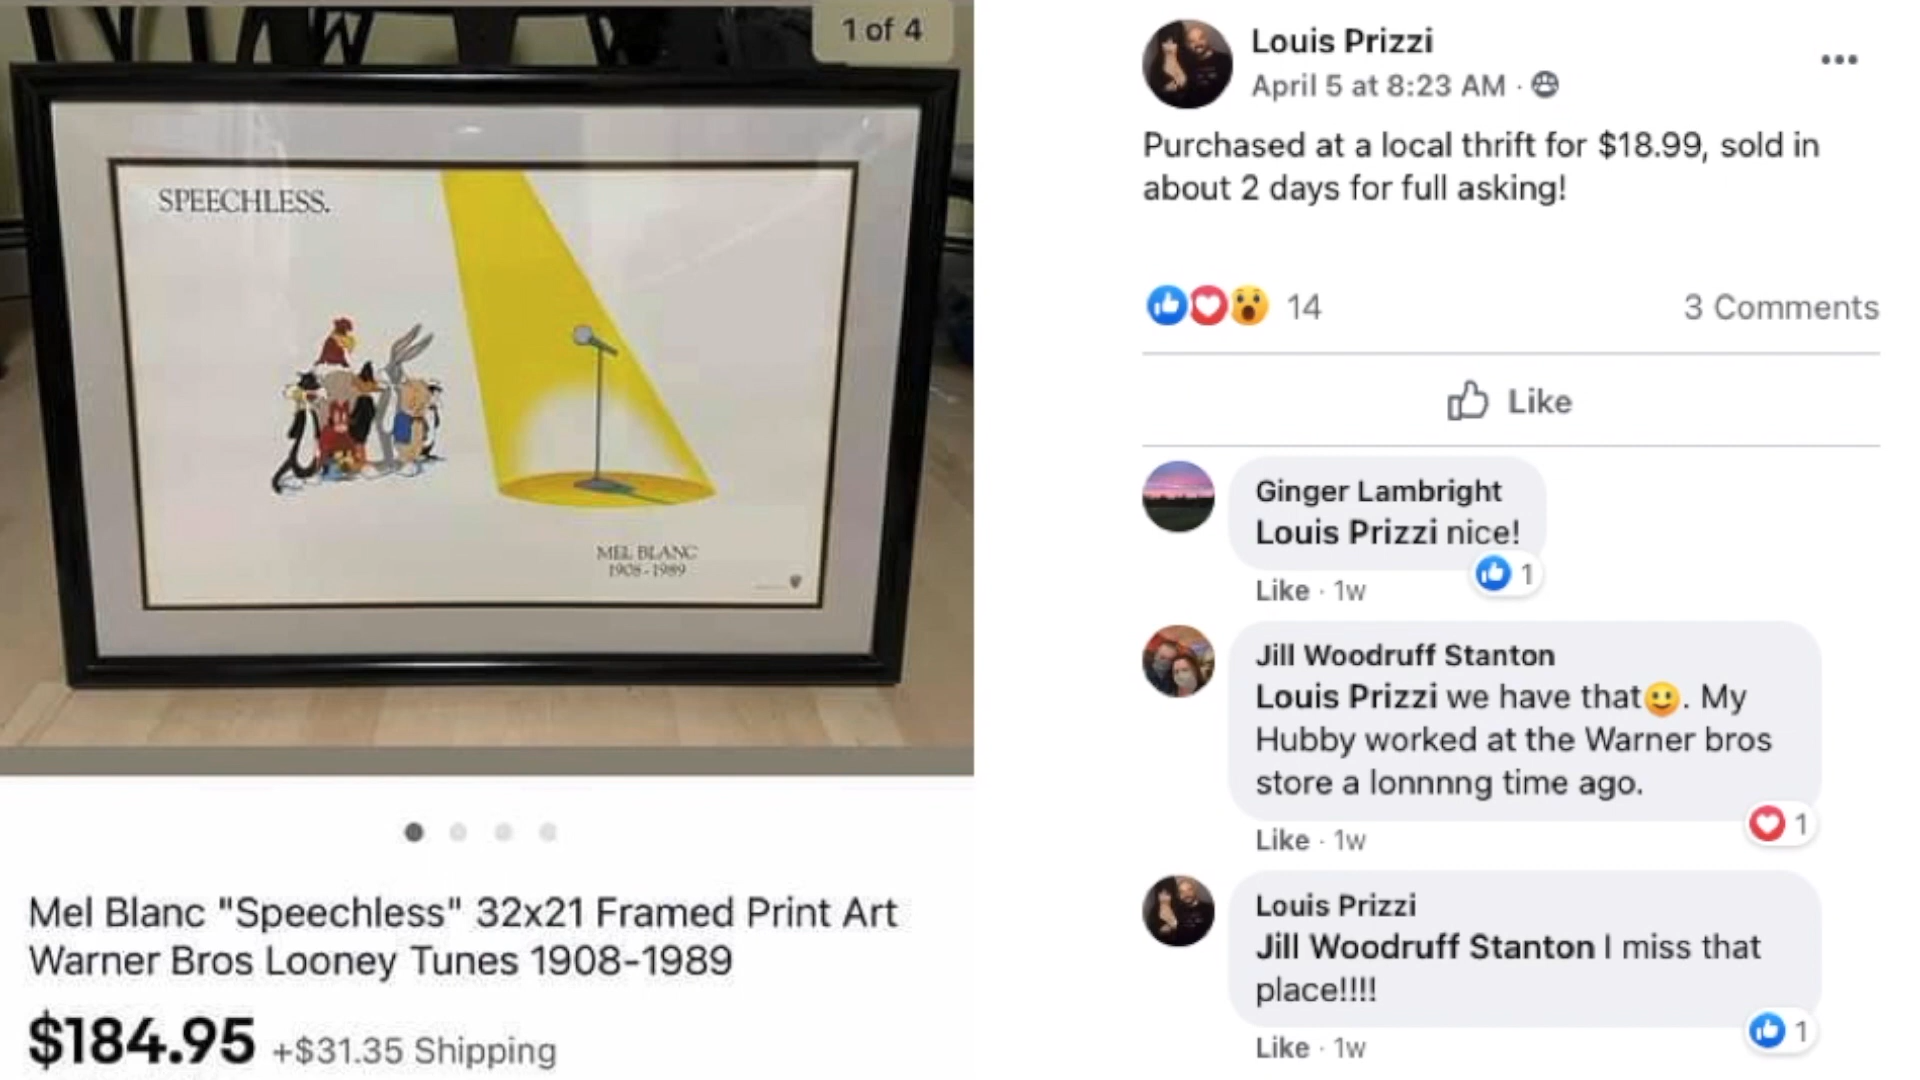 1 of 4
SPEECHLESS.
MEL BLANC
1908-1989
Mel Blanc "Speechless" 32x21 Framed Print Art
Warner Bros Looney Tunes 1908-1989
$184.95 +$31.35 Shipping
Louis Prizzi
April 5 at 8:23 AM ·
Purchased at a local thrift for $18.99, sold in
about 2 days for full asking!
14
3 Comments
Like
Ginger Lambright
Louis Prizzi nice!
1
Like · 1w
Jill Woodruff Stanton
Louis Prizzi we have that🙂. My
Hubby worked at the Warner bros
store a lonnnng time ago.
1
Like · 1w
Louis Prizzi
Jill Woodruff Stanton I miss that
place!!!!
1
Like · 1w